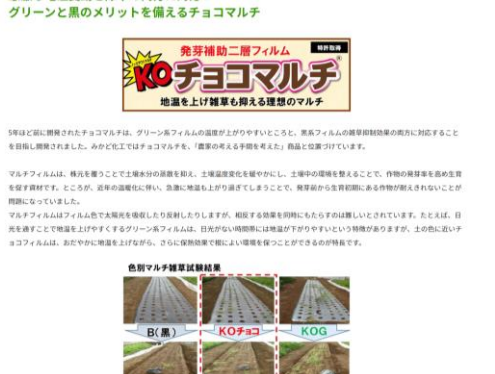 グリーンと黒のメリットを備えるチョコマルチ
発芽補助二層フィルム
特許取得
KOチョコマルチ®
地温を上げ雑草も抑える理想のマルチ
5年ほど前に開発されたチョコマルチは、グリーン系フィルムの温度が上がりやすいところと、黒系フィルムの雑草抑制効果の両方に対応すること
を目指し開発されました。みかど化工ではチョコマルチを、「農家の考える手間を考えた」商品と位置づけています。
マルチフィルムは、株元を覆うことで土壌水分の蒸散を抑え、土壌温度変化を緩やかにし、土壌中の環境を整えることで、作物の発芽率を高め生育
を促す資材です。ところが、近年の温暖化に伴い、急激に地温も上がり過ぎてしまうことで、発芽前から生育初期にある作物が耐えきれないことが
問題になっていました。
マルチフィルムはフィルム色で太陽光を吸収したり反射したりしますが、相反する効果を同時にもたらすのは難しいとされています。たとえば、日
光を通すことで地温を上げやすくするグリーン系フィルムは、日光がない時間帯には地温が下がりやすいという特徴がありますが、土の色に近いチ
ョコフィルムは、おだやかに地温を上げながら、さらに保熱効果で根によい環境を保つことができるのが特長です。
色別マルチ雑草試験結果
B(黒)
KOチョコ
KOG